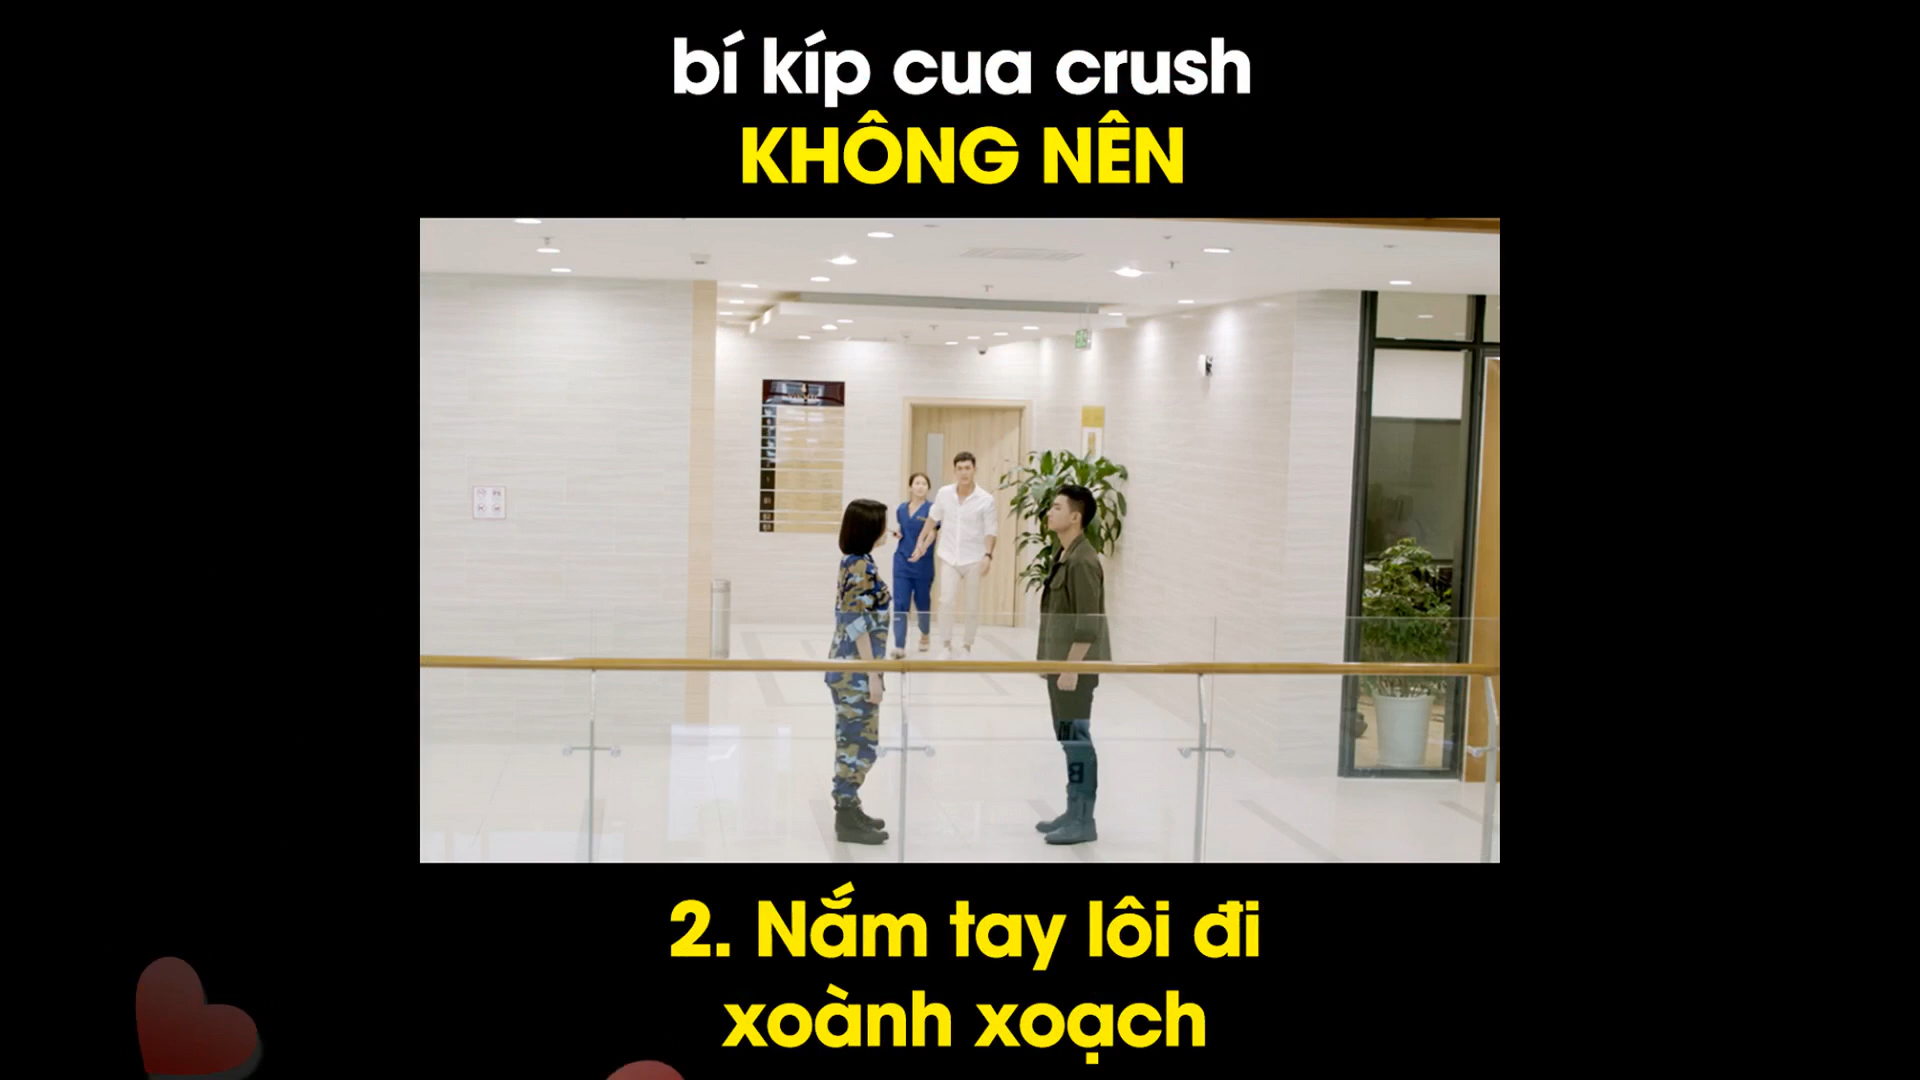 bí kíp cua crush
KHÔNG NÊN
2. Nắm tay lôi đi
xoành xoạch